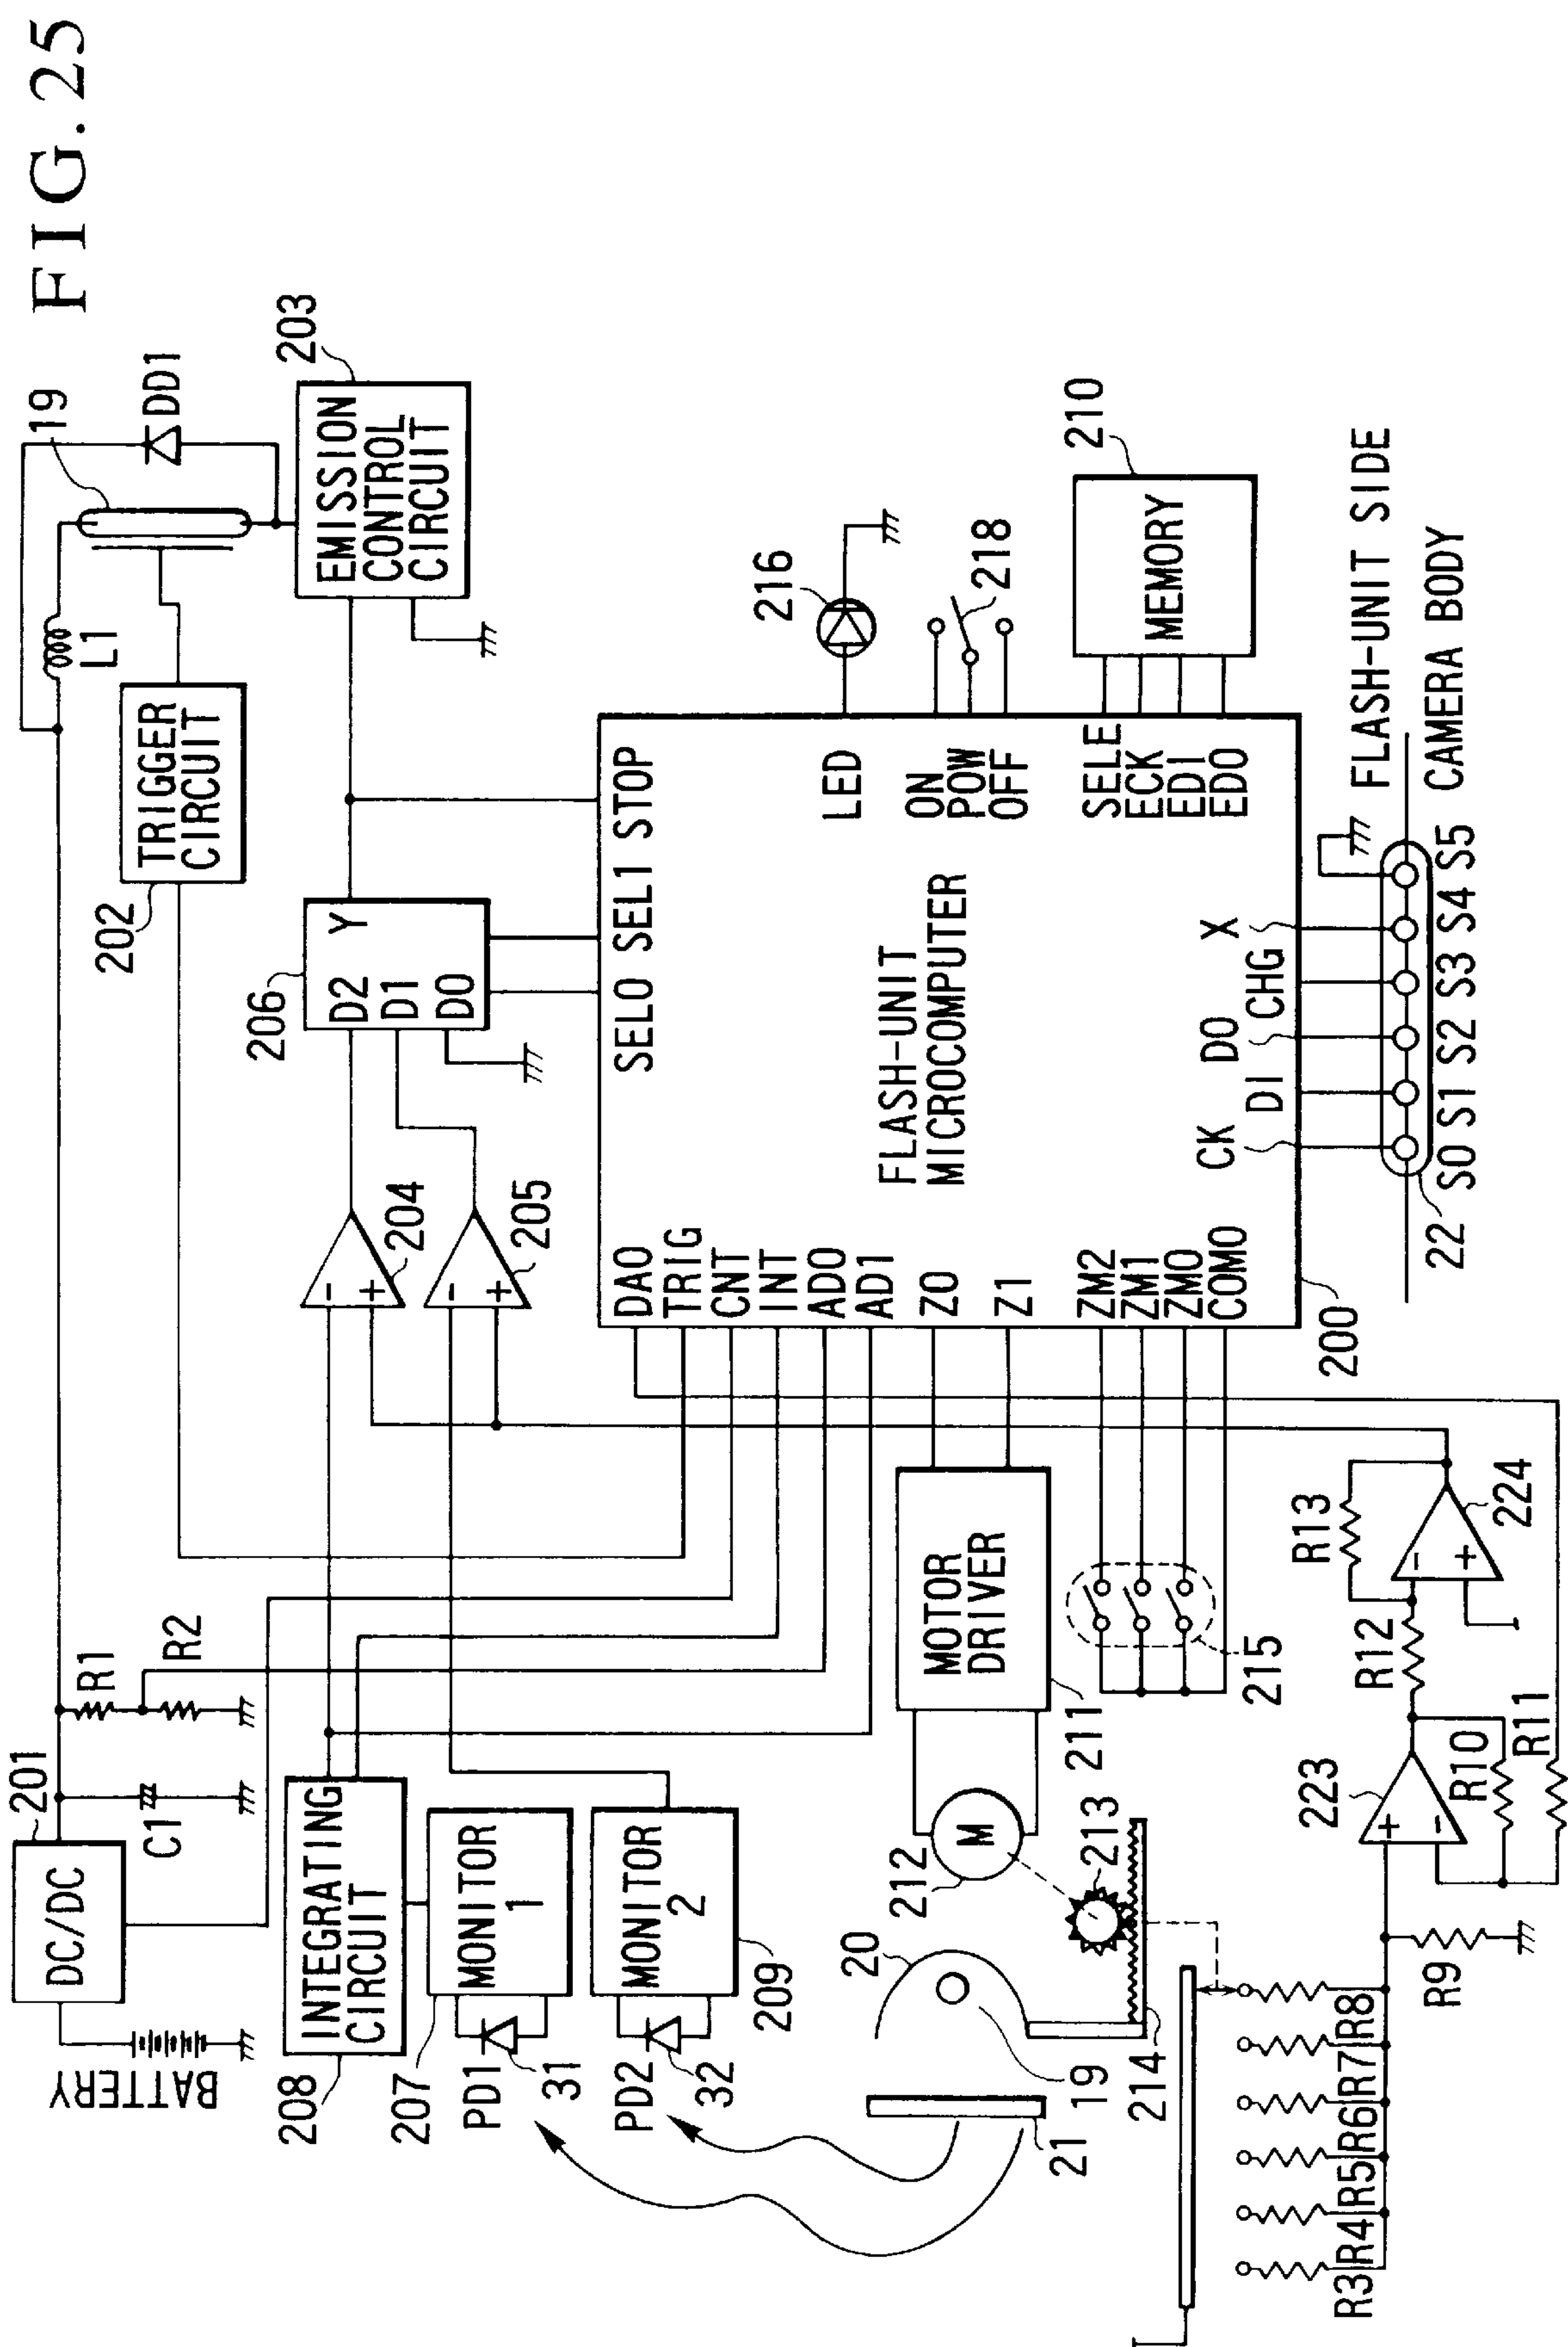 FIG. 25
BATTERY
DC/DC
201
C1
R1
R2
L1
19
DD1
TRIGGER
CIRCUIT
202
EMISSION
CONTROL
CIRCUIT
203
206
D2
D1
D0
Y
-
+
204
-
+
205
INTEGRATING
CIRCUIT
208
MONITOR
1
207
PD1
31
MONITOR
2
209
PD2
32
SEL0 SEL1 STOP
DA0
TRIG
CNT
INT
AD0
AD1
Z0
Z1
ZM2
ZM1
ZM0
COM0
FLASH-UNIT
MICROCOMPUTER
200
LED
ON
POW
OFF
SELE
ECK
EDI
EDO
216
218
MEMORY
210
CK
DI
DO
CHG
X
FLASH-UNIT SIDE
CAMERA BODY
22
S0 S1 S2 S3 S4 S5
MOTOR
DRIVER
211
M
212
213
214
215
20
19
21
R3
R4
R5
R6
R7
R8
R9
223
+
-
R10
R11
R12
R13
-
+
224